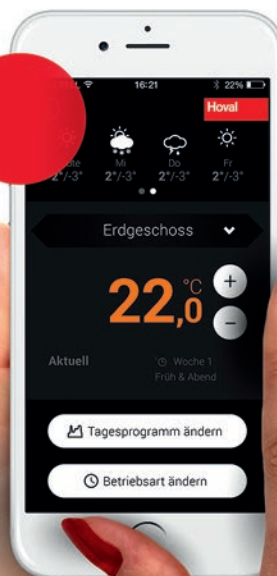 16:21 22%
Hoval
Mi Do Fr
2°/-3° 2°/-3° 2°/-3° 2°/-3°
Erdgeschoss
22,0 °C
+
−
Aktuell Woche 1
Früh & Abend
Tagesprogramm ändern
Betriebsart ändern